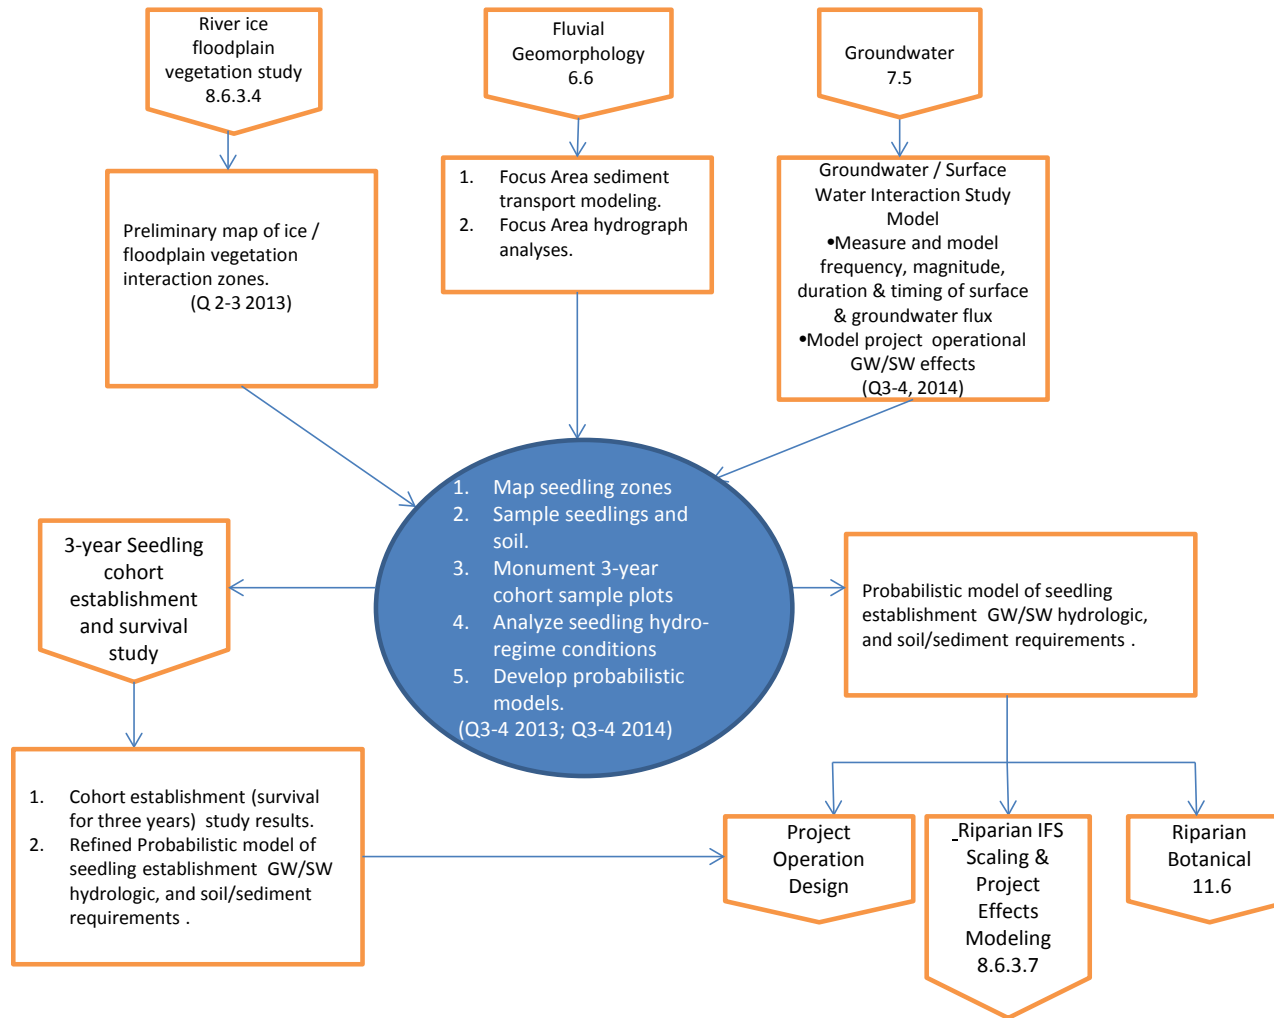 River ice
floodplain
vegetation study
8.6.3.4
Fluvial
Geomorphology
6.6
Groundwater
7.5
Preliminary map of ice /
floodplain vegetation
interaction zones.
(Q 2-3 2013)
1. Focus Area sediment
transport modeling.
2. Focus Area hydrograph
analyses.
Groundwater / Surface
Water Interaction Study
Model
•Measure and model
frequency, magnitude,
duration & timing of surface
& groundwater flux
•Model project operational
GW/SW effects
(Q3-4, 2014)
1. Map seedling zones
2. Sample seedlings and
soil.
3. Monument 3-year
cohort sample plots
4. Analyze seedling hydro-
regime conditions
5. Develop probabilistic
models.
(Q3-4 2013; Q3-4 2014)
3-year Seedling
cohort
establishment
and survival
study
Probabilistic model of seedling
establishment GW/SW hydrologic,
and soil/sediment requirements .
1. Cohort establishment (survival
for three years) study results.
2. Refined Probabilistic model of
seedling establishment GW/SW
hydrologic, and soil/sediment
requirements .
Project
Operation
Design
_Riparian IFS
Scaling &
Project
Effects
Modeling
8.6.3.7
Riparian
Botanical
11.6